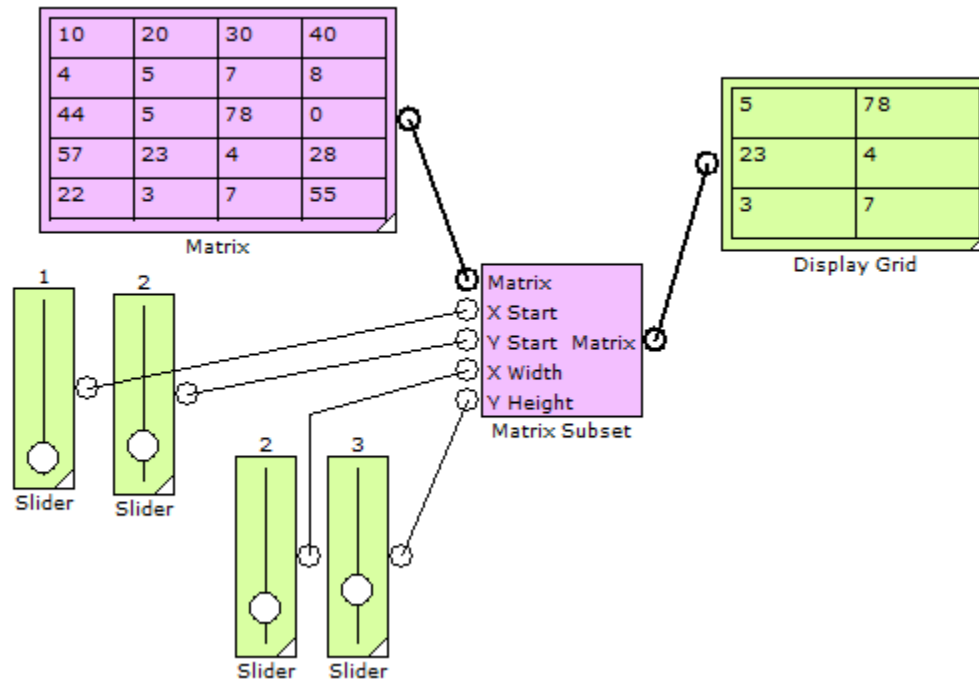 10 20 30 40
4 5 7 8
44 5 78 0
57 23 4 28
22 3 7 55
Matrix
5 78
23 4
3 7
Display Grid
1
Slider
2
Slider
Matrix
X Start
Y Start Matrix
X Width
Y Height
Matrix Subset
2
Slider
3
Slider